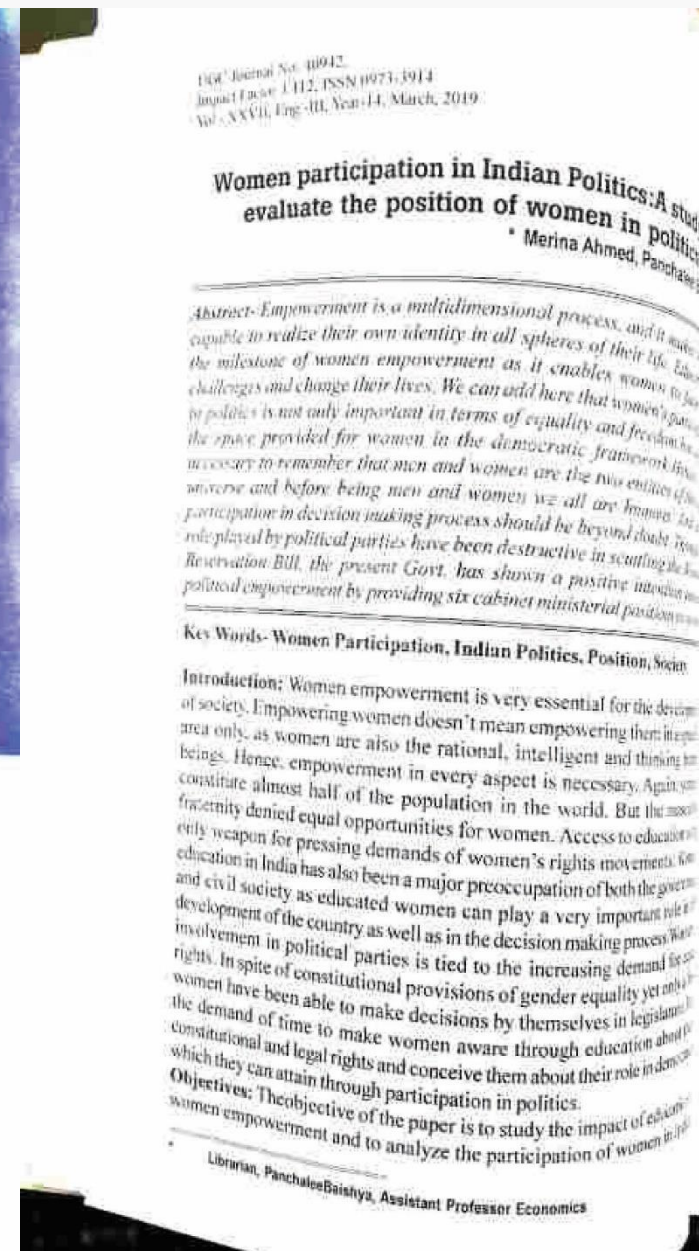 UGC Journal No. 40942,
Impact Factor 3.112, ISSN 0973-3914
Vol.- XXVII, Eng.-III, Year-14, March, 2019
Women participation in Indian Politics:A
evaluate the position of women in
* Merina Ahmed,
Abstract- Empowerment is a multidimensional process, and it
capable to realize their own identity in all spheres of their life.
the milestone of women empowerment as it enables women to
challenges and change their lives. We can add here that women's
in politics is not only important in terms of equality and freedom
the space provided for women in the democratic framework
necessary to remember that men and women are the two entities of
universe and before being men and women we all are human
participation in decision making process should be beyond doubt
role played by political parties have been destructive in scuttling the
Reservation Bill, the present Govt. has shown a positive intention
political empowerment by providing six cabinet ministerial position
Key Words- Women Participation, Indian Politics, Position,
Introduction: Women empowerment is very essential for the
of society. Empowering women doesn't mean empowering them
area only, as women are also the rational, intelligent and thinking
beings. Hence, empowerment in every aspect is necessary. Again,
constitute almost half of the population in the world. But the
fraternity denied equal opportunities for women. Access to education
only weapon for pressing demands of women's rights movements.
education in India has also been a major preoccupation of both the
and civil society as educated women can play a very important role
development of the country as well as in the decision making process.
involvement in political parties is tied to the increasing demand for
rights. In spite of constitutional provisions of gender equality yet only
women have been able to make decisions by themselves in
the demand of time to make women aware through education about
constitutional and legal rights and conceive them about their role in
which they can attain through participation in politics.
Objectives: Theobjective of the paper is to study the impact of
women empowerment and to analyze the participation of women in
* Librarian, PanchaleeBaishya, Assistant Professor Economics